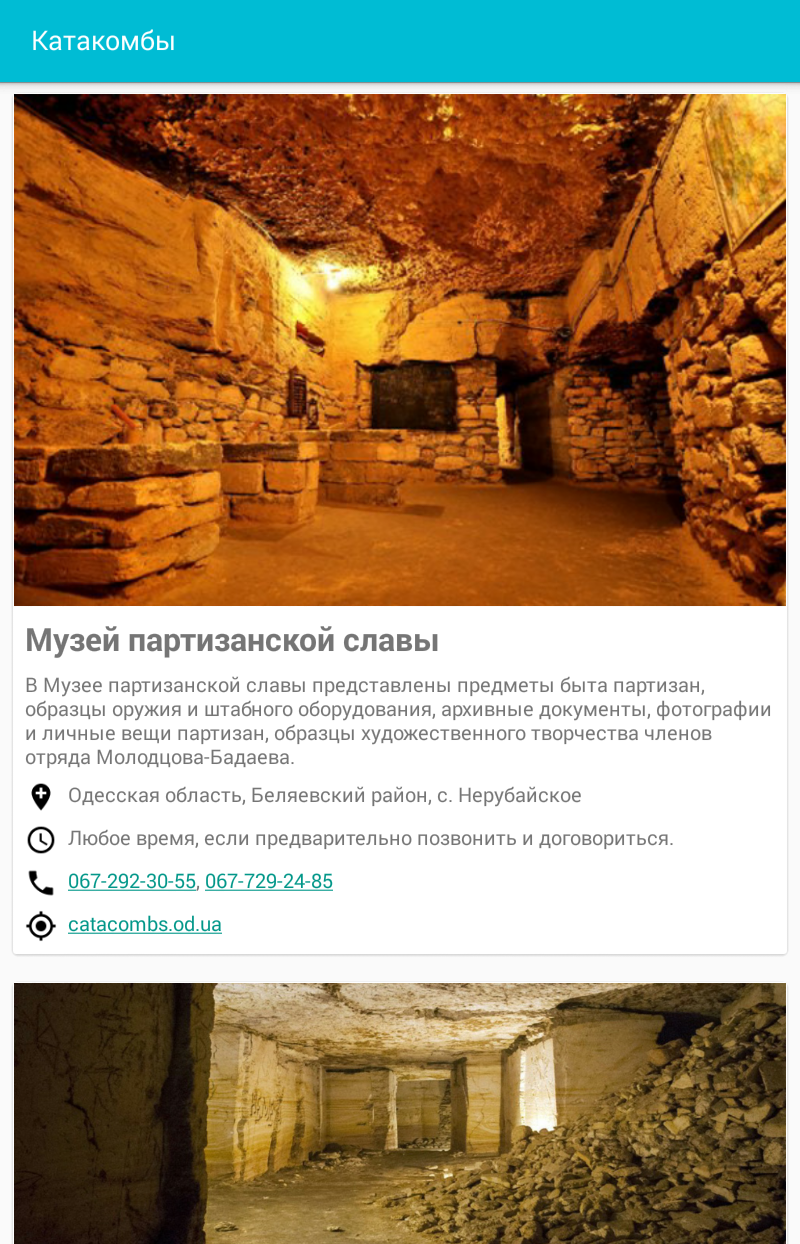 Катакомбы
Музей партизанской славы
В Музее партизанской славы представлены предметы быта партизан,
образцы оружия и штабного оборудования, архивные документы, фотографии
и личные вещи партизан, образцы художественного творчества членов
отряда Молодцова-Бадаева.
Одесская область, Беляевский район, с. Нерубайское
Любое время, если предварительно позвонить и договориться.
067-292-30-55, 067-729-24-85
catacombs.od.ua